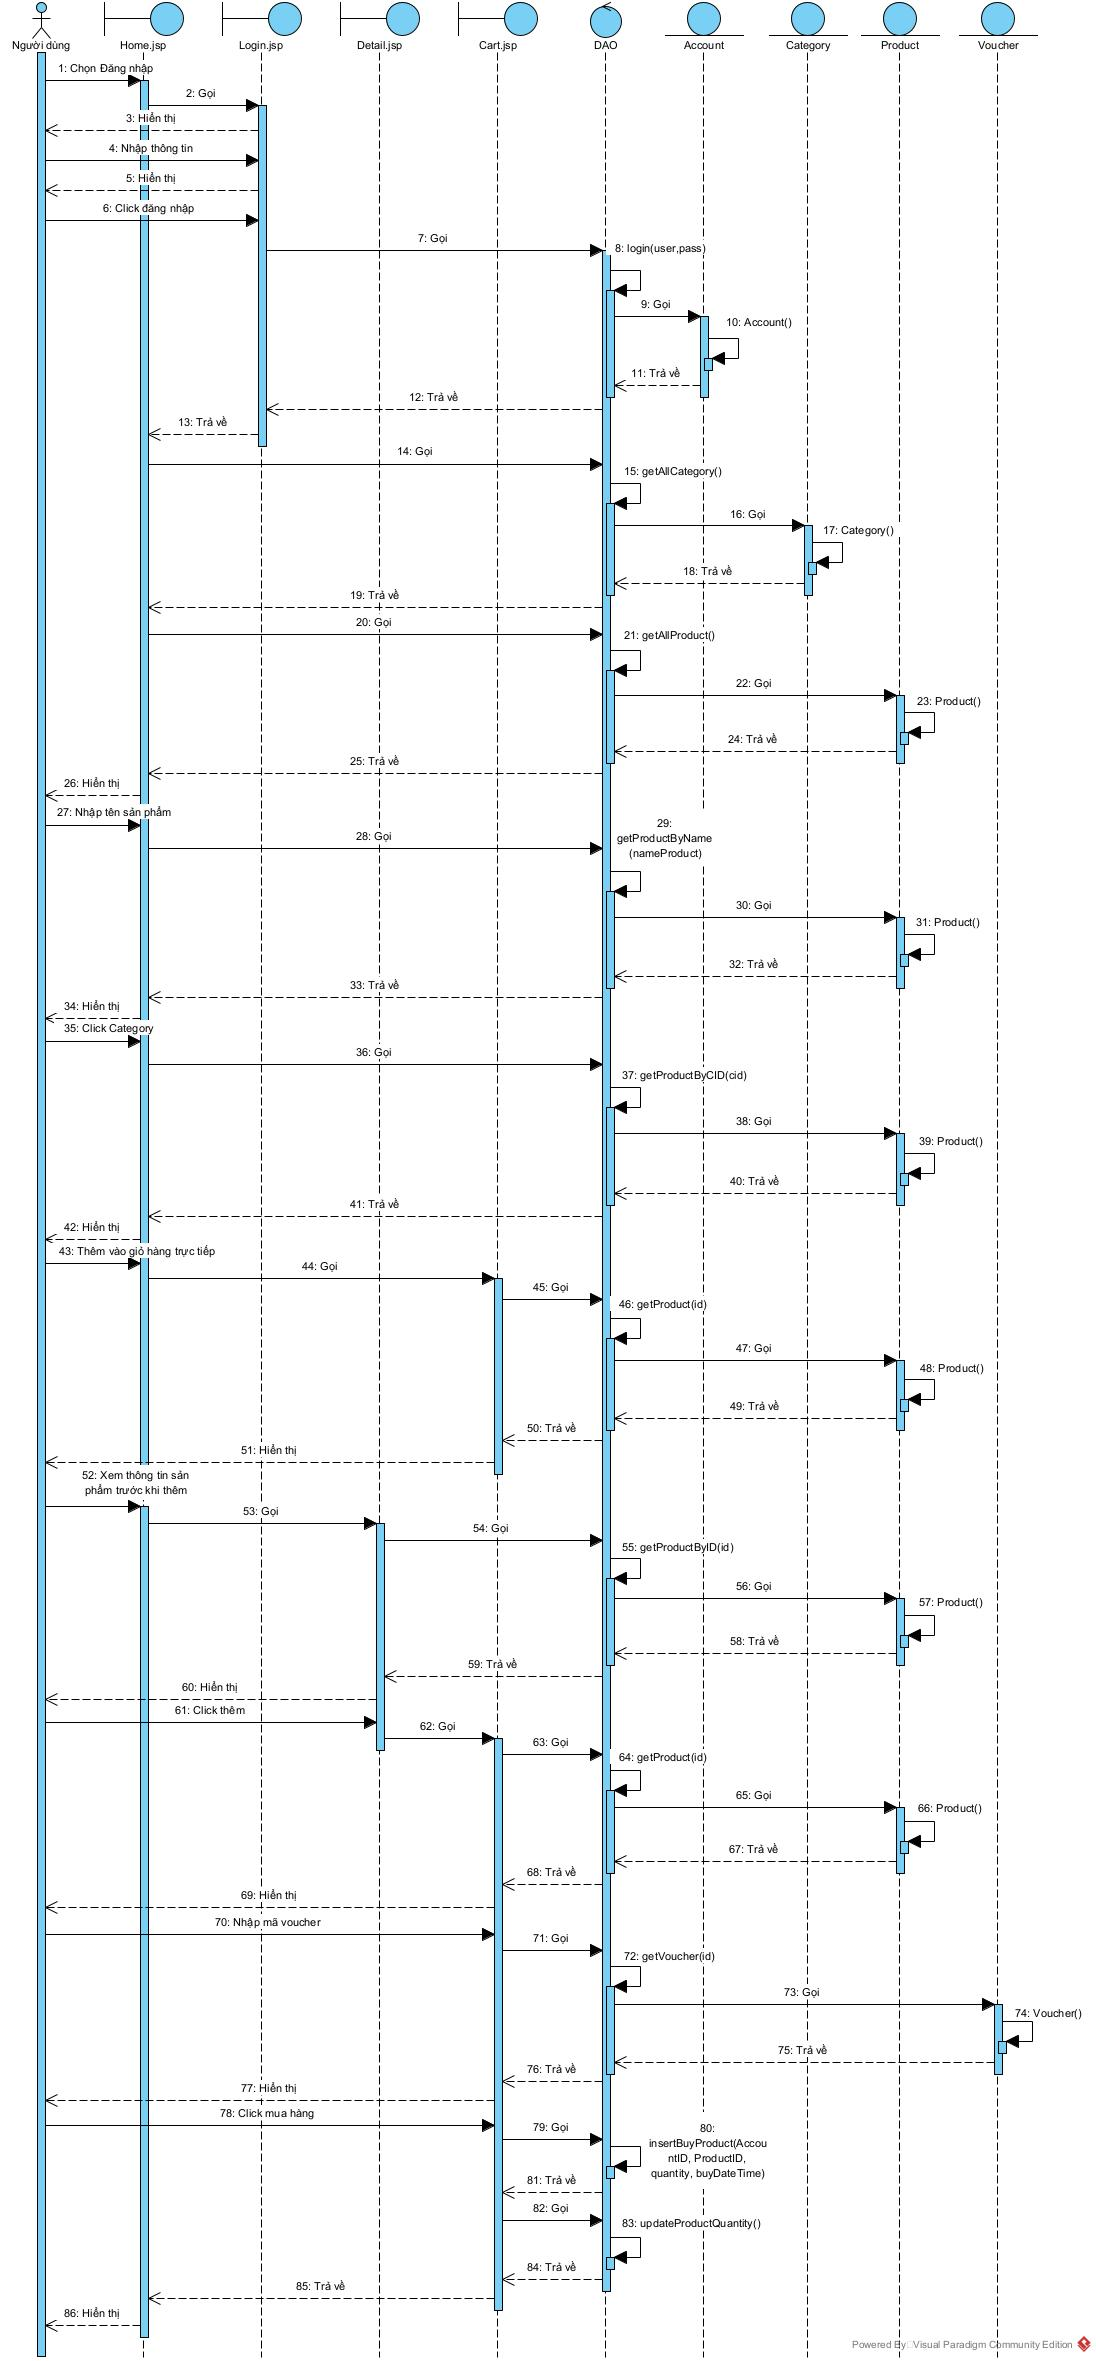 Người dùng
Home.jsp
Login.jsp
Detail.jsp
Cart.jsp
DAO
Account
Category
Product
Voucher
1: Chọn Đăng nhập
2: Gọi
3: Hiển thị
4: Nhập thông tin
5: Hiển thị
6: Click đăng nhập
7: Gọi
8: login(user,pass)
9: Gọi
10: Account()
11: Trả về
12: Trả về
13: Trả về
14: Gọi
15: getAllCategory()
16: Gọi
17: Category()
18: Trả về
19: Trả về
20: Gọi
21: getAllProduct()
22: Gọi
23: Product()
24: Trả về
25: Trả về
26: Hiển thị
27: Nhập tên sản phẩm
28: Gọi
29:
getProductByName
(nameProduct)
30: Gọi
31: Product()
32: Trả về
33: Trả về
34: Hiển thị
35: Click Category
36: Gọi
37: getProductByCID(cid)
38: Gọi
39: Product()
40: Trả về
41: Trả về
42: Hiển thị
43: Thêm vào giỏ hàng trực tiếp
44: Gọi
45: Gọi
46: getProduct(id)
47: Gọi
48: Product()
49: Trả về
50: Trả về
51: Hiển thị
52: Xem thông tin sản
phẩm trước khi thêm
53: Gọi
54: Gọi
55: getProductByID(id)
56: Gọi
57: Product()
58: Trả về
59: Trả về
60: Hiển thị
61: Click thêm
62: Gọi
63: Gọi
64: getProduct(id)
65: Gọi
66: Product()
67: Trả về
68: Trả về
69: Hiển thị
70: Nhập mã voucher
71: Gọi
72: getVoucher(id)
73: Gọi
74: Voucher()
75: Trả về
76: Trả về
77: Hiển thị
78: Click mua hàng
79: Gọi
80:
insertBuyProduct(Accou
ntID, ProductID,
quantity, buyDateTime)
81: Trả về
82: Gọi
83: updateProductQuantity()
84: Trả về
85: Trả về
86: Hiển thị
Powered By Visual Paradigm Community Edition